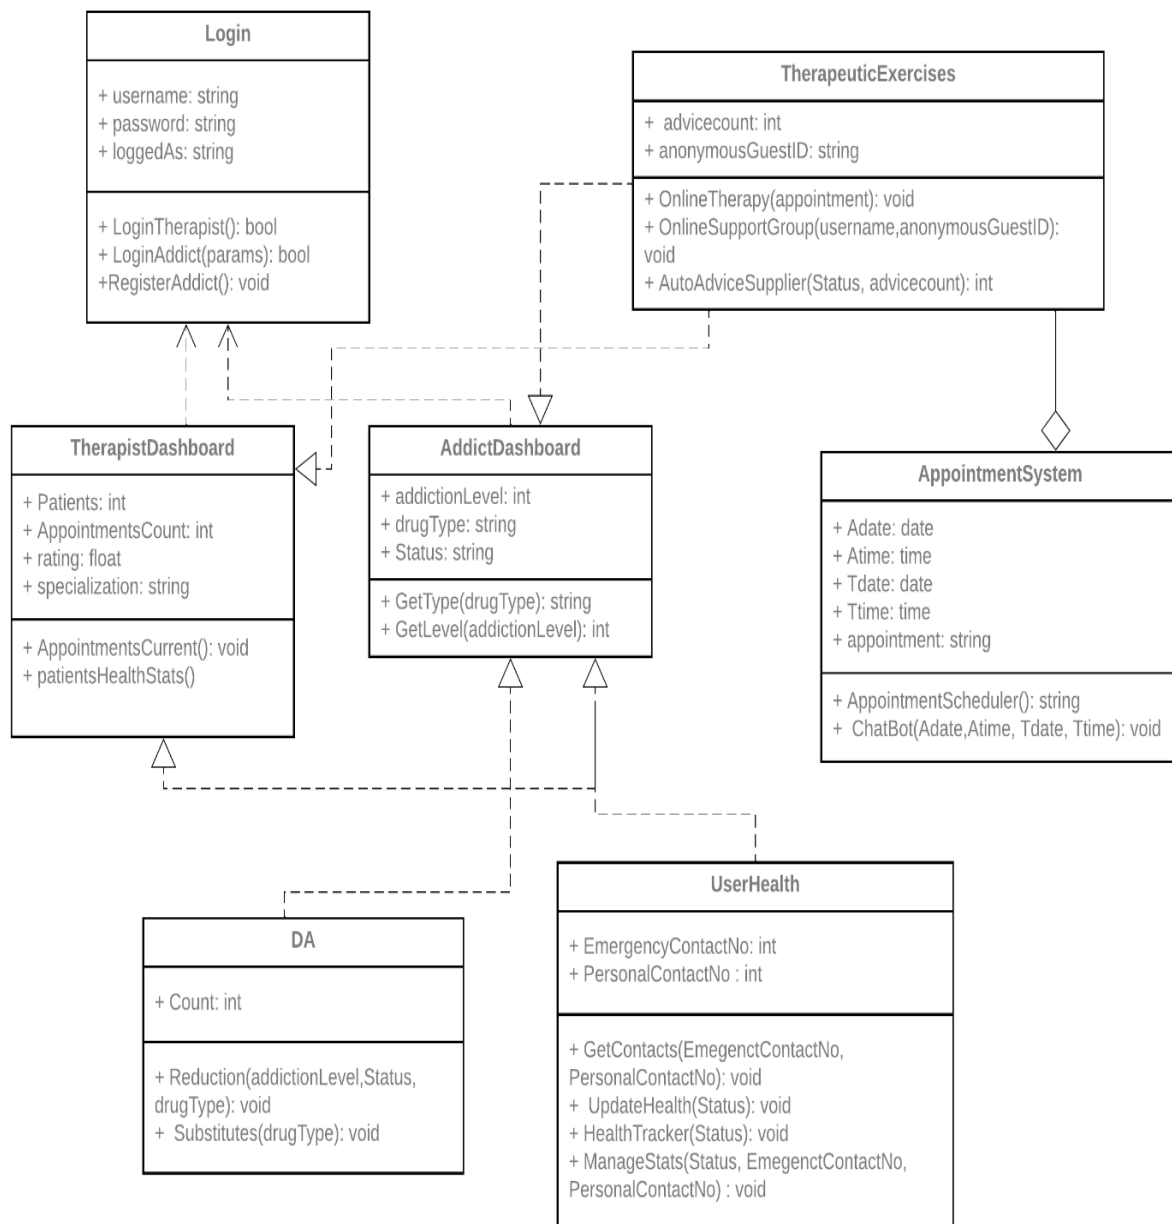 Login
+ username: string
+ password: string
+ loggedAs: string
+ LoginTherapist(): bool
+ LoginAddict(params): bool
+RegisterAddict(): void
TherapeuticExercises
+ advicecount: int
+ anonymousGuestID: string
+ OnlineTherapy(appointment): void
+ OnlineSupportGroup(username,anonymousGuestID):
void
+ AutoAdviceSupplier(Status, advicecount): int
TherapistDashboard
+ Patients: int
+ AppointmentsCount: int
+ rating: float
+ specialization: string
+ AppointmentsCurrent(): void
+ patientsHealthStats()
AddictDashboard
+ addictionLevel: int
+ drugType: string
+ Status: string
+ GetType(drugType): string
+ GetLevel(addictionLevel): int
AppointmentSystem
+ Adate: date
+ Atime: time
+ Tdate: date
+ Ttime: time
+ appointment: string
+ AppointmentScheduler(): string
+ ChatBot(Adate,Atime, Tdate, Ttime): void
DA
+ Count: int
+ Reduction(addictionLevel,Status,
drugType): void
+ Substitutes(drugType): void
UserHealth
+ EmergencyContactNo: int
+ PersonalContactNo : int
+ GetContacts(EmegenctContactNo,
PersonalContactNo): void
+ UpdateHealth(Status): void
+ HealthTracker(Status): void
+ ManageStats(Status, EmegenctContactNo,
PersonalContactNo) : void